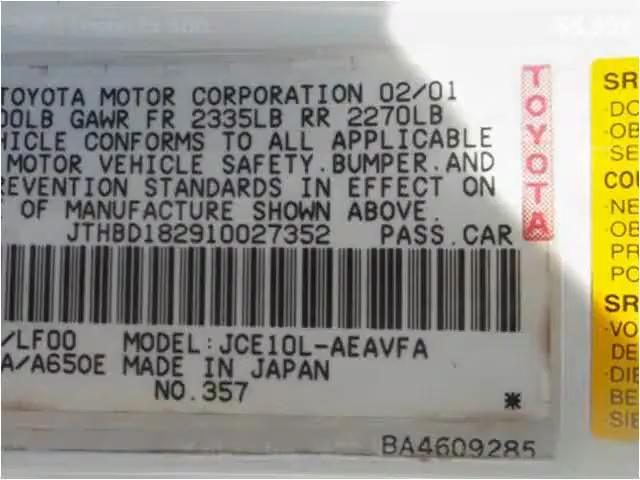 TOYOTA MOTOR CORPORATION 02/01
00LB GAWR FR 2335LB RR 2270LB
HICLE CONFORMS TO ALL APPLICABLE
MOTOR VEHICLE SAFETY.BUMPER.AND
REVENTION STANDARDS IN EFFECT ON
OF MANUFACTURE SHOWN ABOVE.
JTHBD182910027352 PASS.CAR
/LF00 MODEL:JCE10L-AEAVFA
A/A650E MADE IN JAPAN
NO.357 *
BA4609285
TOYOTA
SR
·DO
·OB
SE
COU
·NE
·OB
PR
PO
SR
·VO
DE
·DIE
BE
SIE